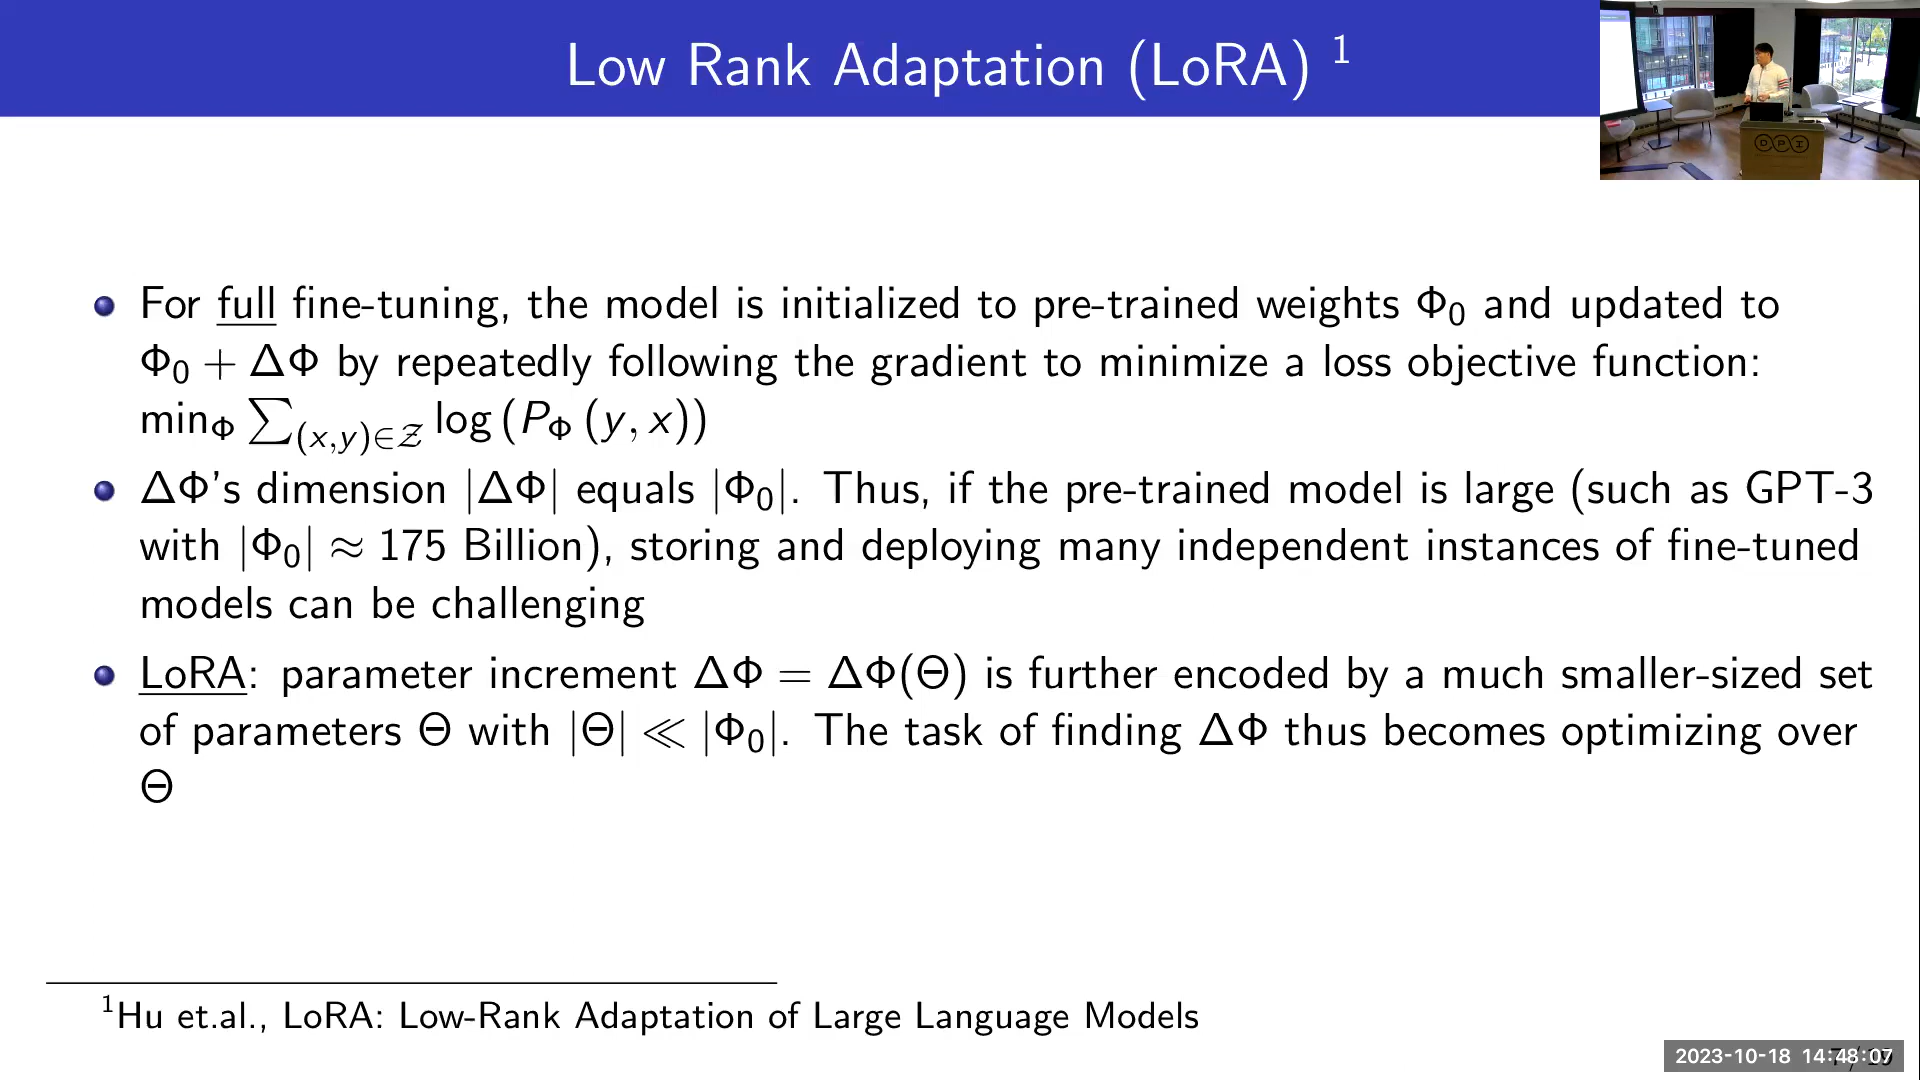 Low Rank Adaptation (LoRA) ¹
DPI
• For full fine-tuning, the model is initialized to pre-trained weights Φ₀ and updated to
Φ₀ + ΔΦ by repeatedly following the gradient to minimize a loss objective function:
min_Φ ∑_(x,y)∈𝒵 log (P_Φ (y, x))
• ΔΦ's dimension |ΔΦ| equals |Φ₀|. Thus, if the pre-trained model is large (such as GPT-3
with |Φ₀| ≈ 175 Billion), storing and deploying many independent instances of fine-tuned
models can be challenging
• LoRA: parameter increment ΔΦ = ΔΦ(Θ) is further encoded by a much smaller-sized set
of parameters Θ with |Θ| ≪ |Φ₀|. The task of finding ΔΦ thus becomes optimizing over
Θ
¹Hu et.al., LoRA: Low-Rank Adaptation of Large Language Models
2023-10-18 14:48:07